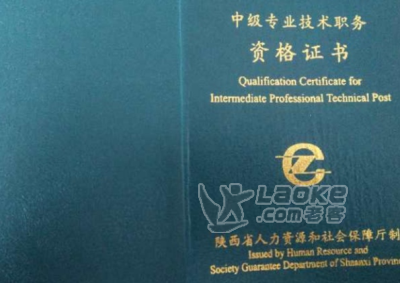 中级专业技术职务
资格证书
Qualification Certificate for
Intermediate Professional Technical Post
LaoKe
.com老客
陕西省人力资源和社会保障厅制
Issued by Human Resource and
Society Guarantee Department of Shaanxi Provinc